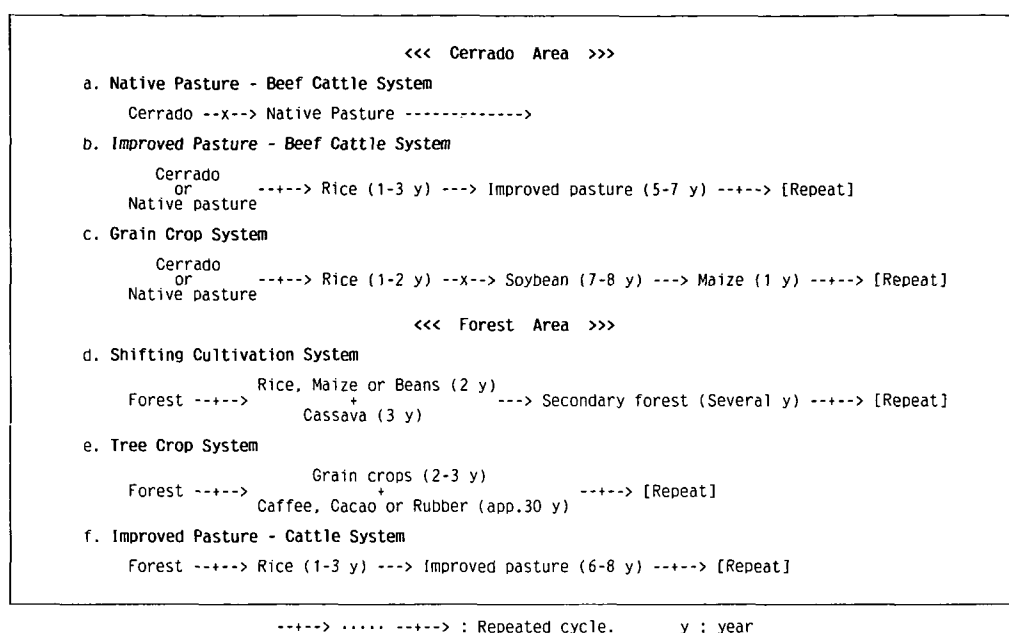 <<< Cerrado Area >>>
a. Native Pasture - Beef Cattle System
Cerrado --x--> Native Pasture ------------->
b. Improved Pasture - Beef Cattle System
Cerrado
or --+--> Rice (1-3 y) ---> Improved pasture (5-7 y) --+--> [Repeat]
Native pasture
c. Grain Crop System
Cerrado
or --+--> Rice (1-2 y) --x--> Soybean (7-8 y) ---> Maize (1 y) --+--> [Repeat]
Native pasture
<<< Forest Area >>>
d. Shifting Cultivation System
Rice, Maize or Beans (2 y)
Forest --+--> + ---> Secondary forest (Several y) --+--> [Repeat]
Cassava (3 y)
e. Tree Crop System
Grain crops (2-3 y)
Forest --+--> + --+--> [Repeat]
Caffee, Cacao or Rubber (app.30 y)
f. Improved Pasture - Cattle System
Forest --+--> Rice (1-3 y) ---> Improved pasture (6-8 y) --+--> [Repeat]
--+--> ..... --+--> : Repeated cycle. y : year